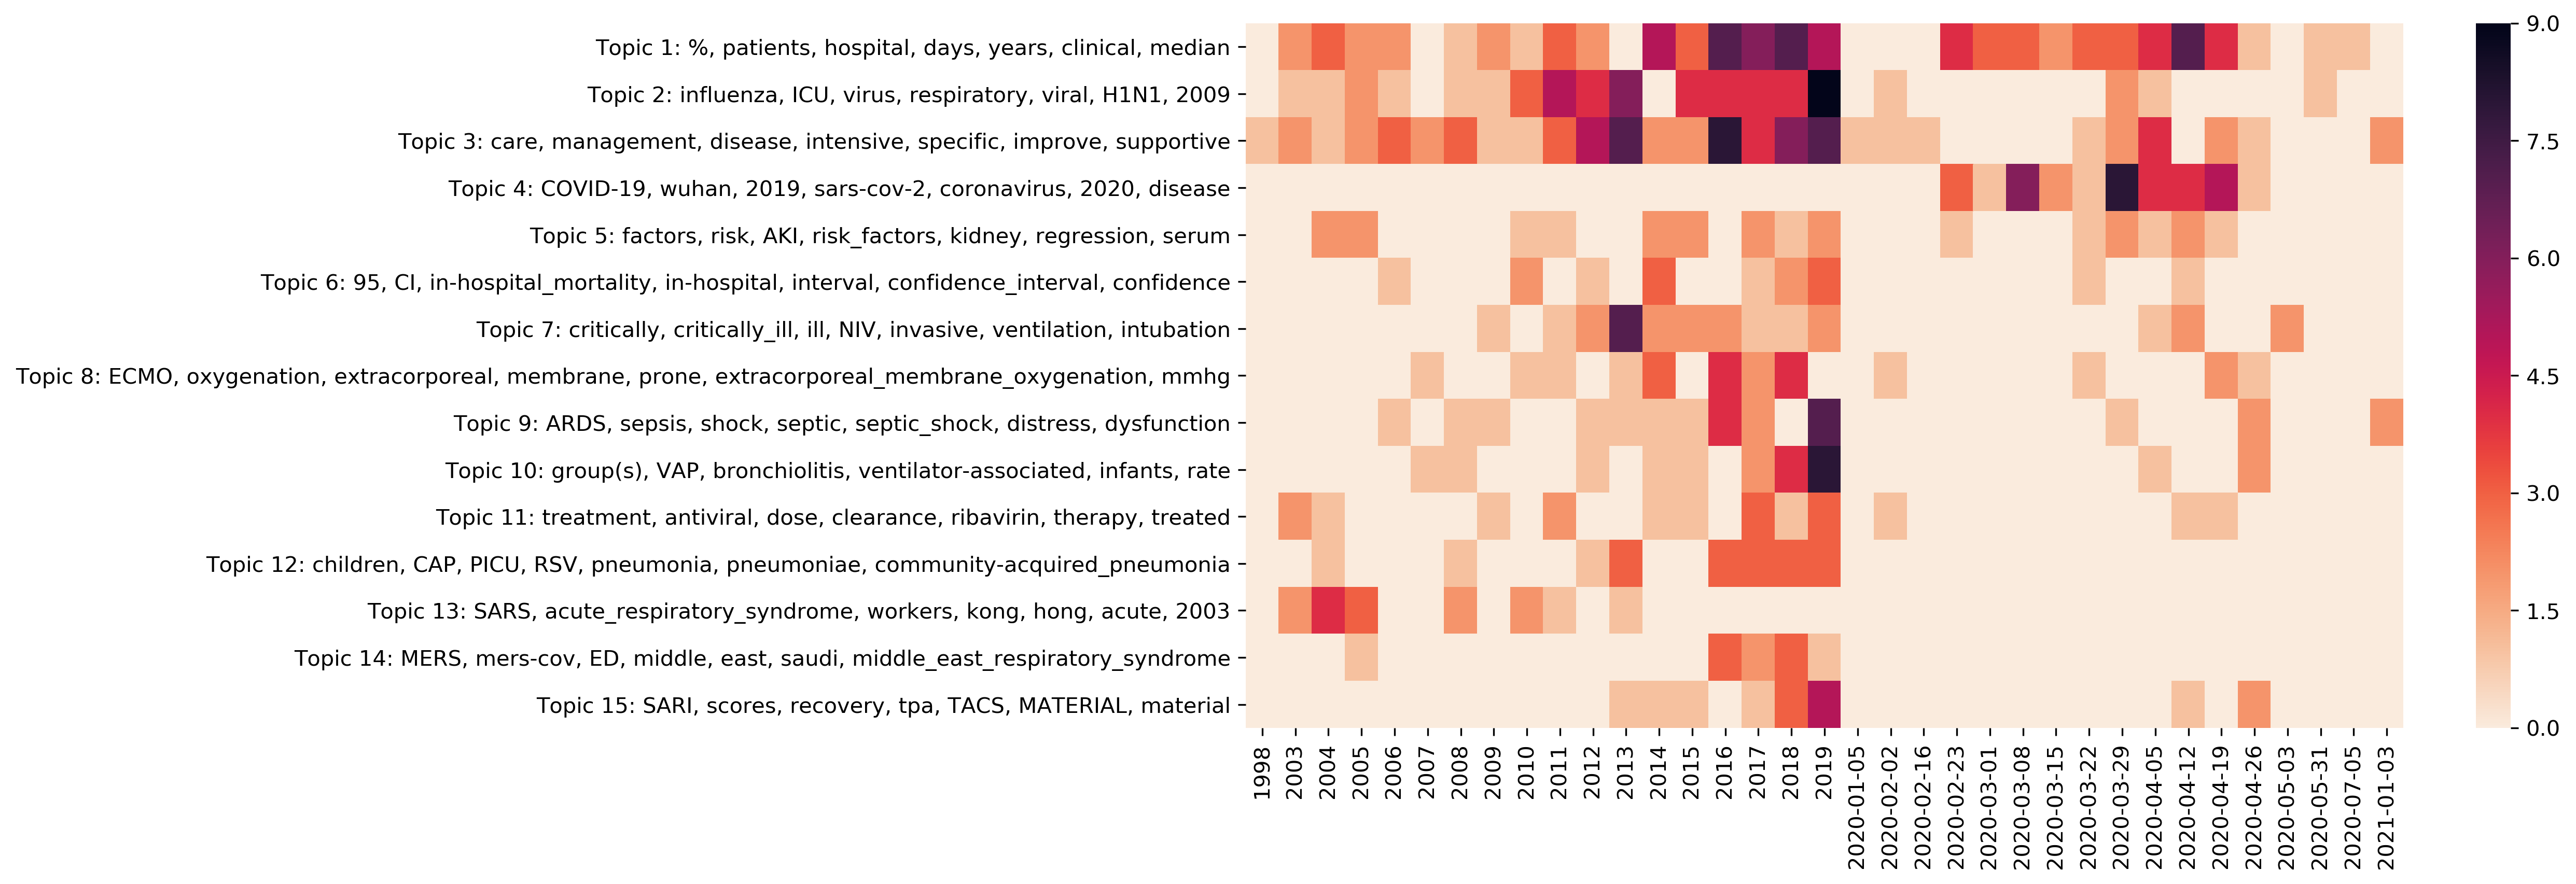 Topic 1: %, patients, hospital, days, years, clinical, median
Topic 2: influenza, ICU, virus, respiratory, viral, H1N1, 2009
Topic 3: care, management, disease, intensive, specific, improve, supportive
Topic 4: COVID-19, wuhan, 2019, sars-cov-2, coronavirus, 2020, disease
Topic 5: factors, risk, AKI, risk_factors, kidney, regression, serum
Topic 6: 95, CI, in-hospital_mortality, in-hospital, interval, confidence_interval, confidence
Topic 7: critically, critically_ill, ill, NIV, invasive, ventilation, intubation
Topic 8: ECMO, oxygenation, extracorporeal, membrane, prone, extracorporeal_membrane_oxygenation, mmhg
Topic 9: ARDS, sepsis, shock, septic, septic_shock, distress, dysfunction
Topic 10: group(s), VAP, bronchiolitis, ventilator-associated, infants, rate
Topic 11: treatment, antiviral, dose, clearance, ribavirin, therapy, treated
Topic 12: children, CAP, PICU, RSV, pneumonia, pneumoniae, community-acquired_pneumonia
Topic 13: SARS, acute_respiratory_syndrome, workers, kong, hong, acute, 2003
Topic 14: MERS, mers-cov, ED, middle, east, saudi, middle_east_respiratory_syndrome
Topic 15: SARI, scores, recovery, tpa, TACS, MATERIAL, material
1998
2003
2004
2005
2006
2007
2008
2009
2010
2011
2012
2013
2014
2015
2016
2017
2018
2019
2020-01-05
2020-02-02
2020-02-16
2020-02-23
2020-03-01
2020-03-08
2020-03-15
2020-03-22
2020-03-29
2020-04-05
2020-04-12
2020-04-19
2020-04-26
2020-05-03
2020-05-31
2020-07-05
2021-01-03
9.0
7.5
6.0
4.5
3.0
1.5
0.0